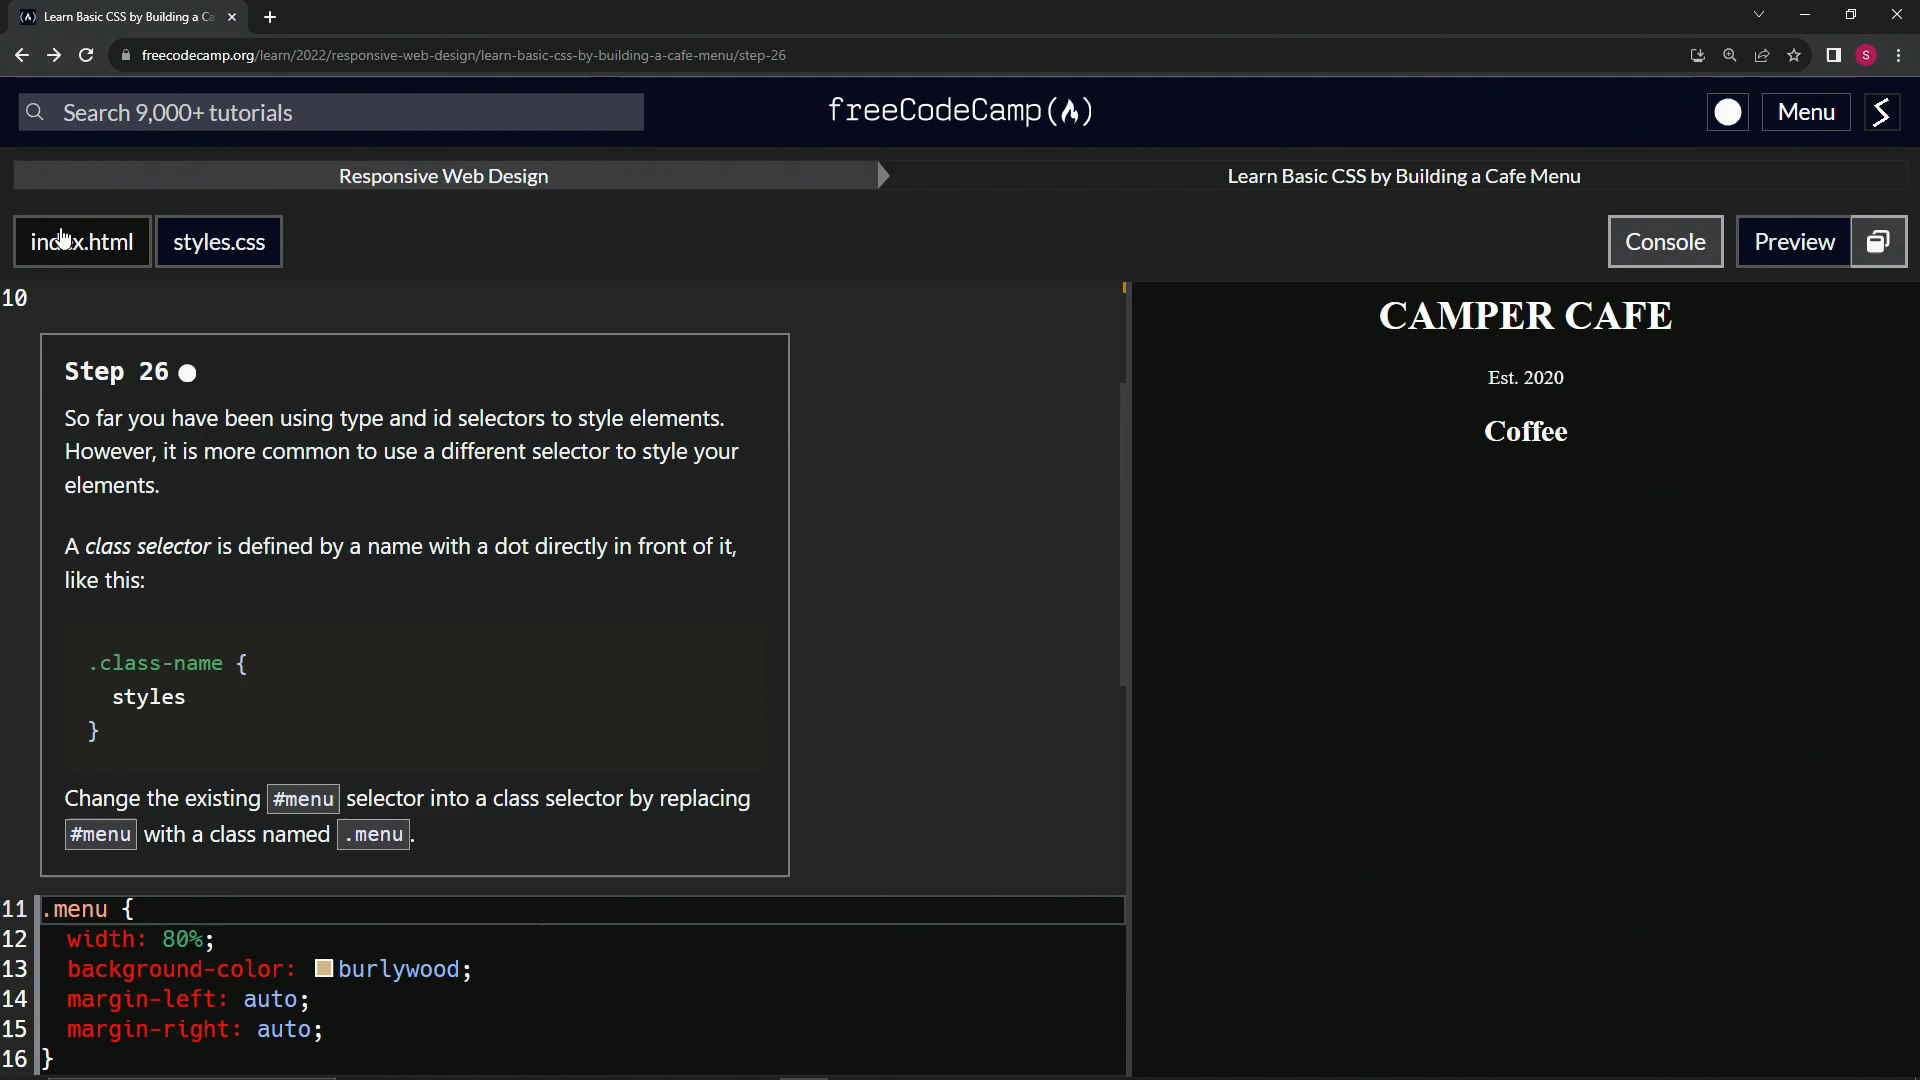 Learn Basic CSS by Building a Ca
freecodecamp.org/learn/2022/responsive-web-design/learn-basic-css-by-building-a-cafe-menu/step-26
S
Search 9,000+ tutorials
freeCodeCamp(🔥)
Menu
Responsive Web Design
Learn Basic CSS by Building a Cafe Menu
index.html
styles.css
Console
Preview
10
Step 26
So far you have been using type and id selectors to style elements.
However, it is more common to use a different selector to style your
elements.
A class selector is defined by a name with a dot directly in front of it,
like this:
.class-name {
styles
}
Change the existing #menu selector into a class selector by replacing
#menu with a class named .menu.
11 .menu {
12 width: 80%;
13 background-color: burlywood;
14 margin-left: auto;
15 margin-right: auto;
16 }
CAMPER CAFE
Est. 2020
Coffee